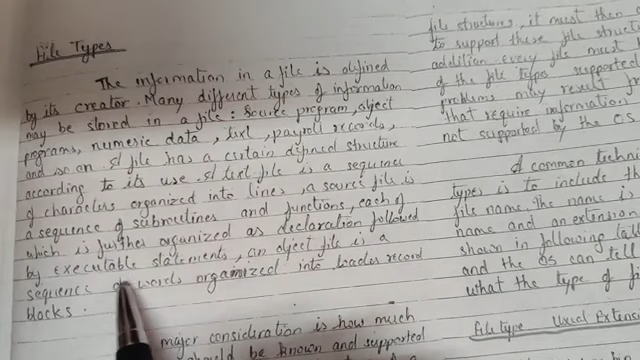 File Types
The information in a file is defined
by its creator. Many different types of information
may be stored in a file: Source program, object
programs, numeric data, text, payroll records,
and so on. A file has a certain defined structure
according to its use. A text file is a sequence
of characters organized into lines, a source file is
a sequence of subroutines and functions, each of
which is further organized as declaration followed
by executable statements, an object file is a
sequence of words organized into loader record
blocks.
major consideration is how much
should be known and supported
file structures, it must then
to support these file structu
addition every file must
of the file types supported
problems may result f
that require information
not supported by the OS
A common techni
types is to include th
file name. The name is
name and an extension
shown in following
and the OS can tell
what the type of fi
File type Usual Extens